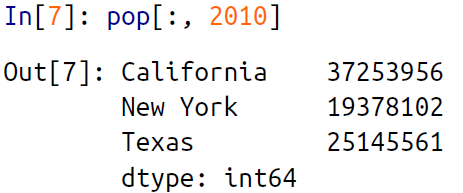 In[7]: pop[:, 2010]
Out[7]: California    37253956
        New York      19378102
        Texas         25145561
        dtype: int64